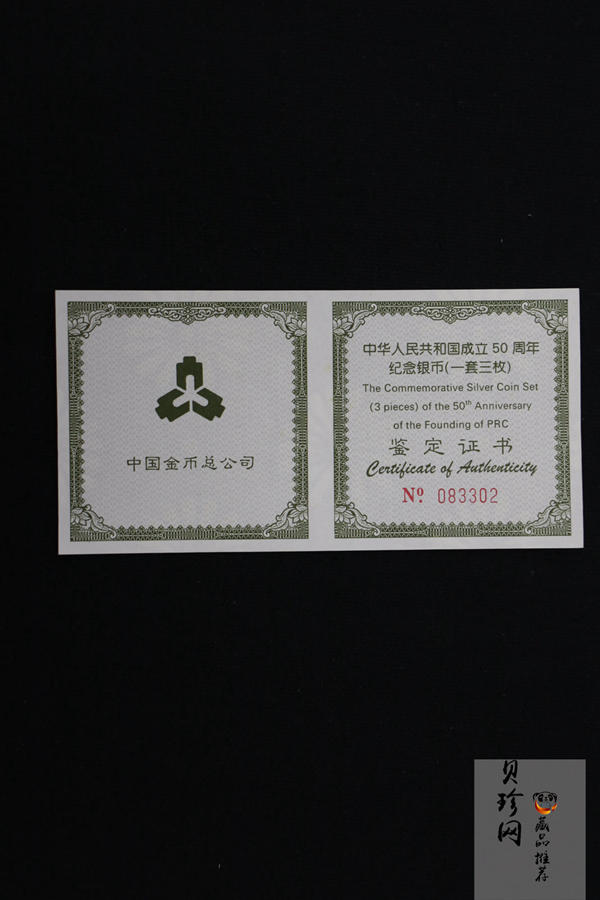 中国金币总公司
中华人民共和国成立 50 周年
纪念银币(一套三枚)
The Commemorative Silver Coin Set
(3 pieces) of the 50th Anniversary
of the Founding of PRC
鉴定证书
Certificate of Authenticity
No. 083302
贝珍网
藏品推荐